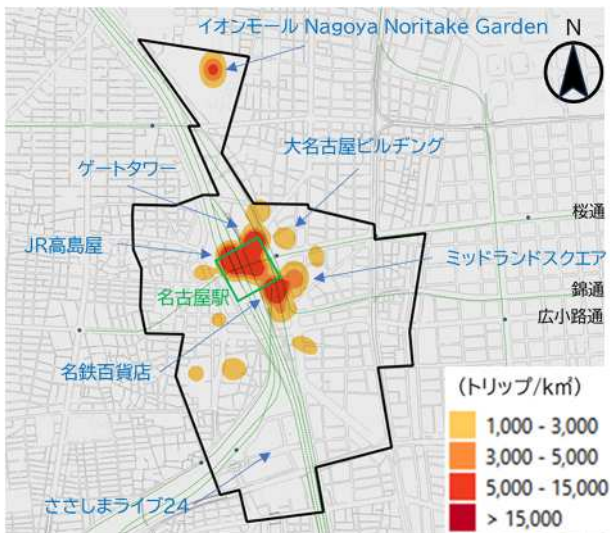 イオンモール Nagoya Noritake Garden
N
大名古屋ビルヂング
ゲートタワー
桜通
JR高島屋
ミッドランドスクエア
名古屋駅
錦通
広小路通
名鉄百貨店
(トリップ/k㎡)
1,000 - 3,000
3,000 - 5,000
5,000 - 15,000
> 15,000
ささしまライブ24